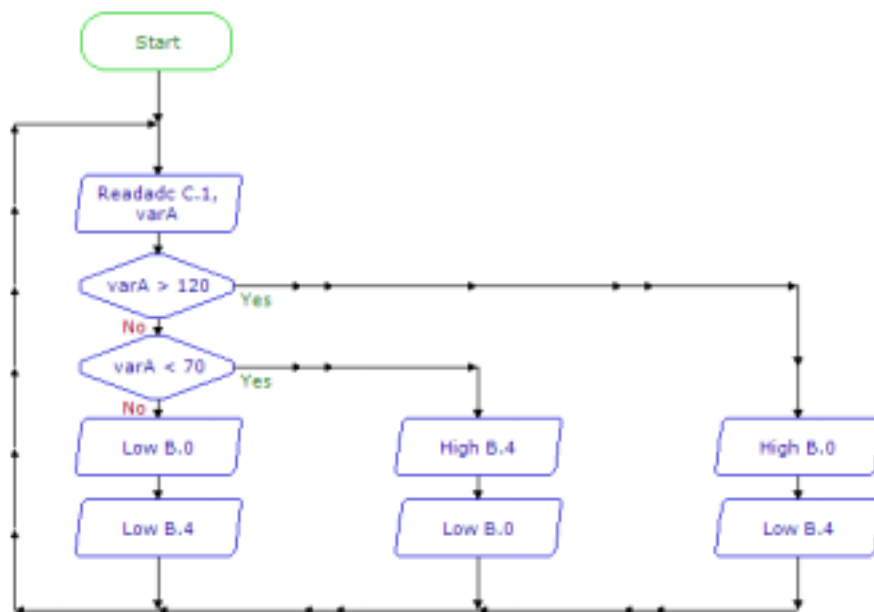 Start
Readadc C.1,
varA
varA > 120
Yes
No
varA < 70
Yes
No
Low B.0
High B.4
High B.0
Low B.4
Low B.0
Low B.4